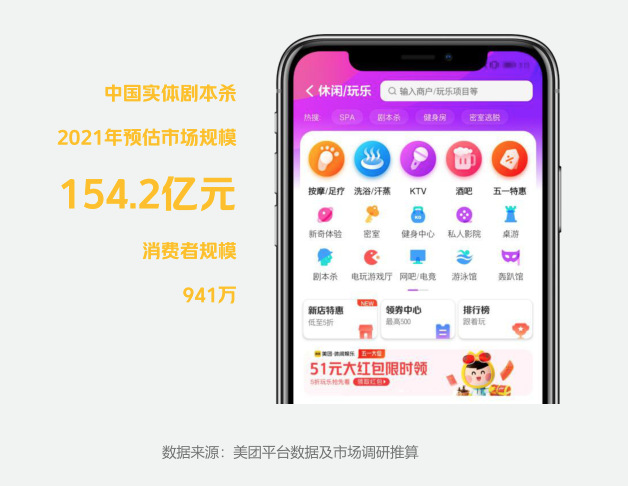 中国实体剧本杀
2021年预估市场规模
154.2亿元
消费者规模
941万
休闲/玩乐
输入商户/玩乐项目等
热搜 SPA 剧本杀 健身房 密室逃脱
按摩/足疗 洗浴/汗蒸 KTV 酒吧 五一特惠
新奇体验 密室 健身中心 私人影院 桌游
剧本杀 电玩游戏厅 网吧/电竞 游泳馆 轰趴馆
新店特惠 NEW 领券中心 排行榜
低至5折 最高500 跟着玩
美团·休闲娱乐 五一大促
51元大红包限时领
5折玩乐抢先看 领取红包
数据来源：美团平台数据及市场调研推算